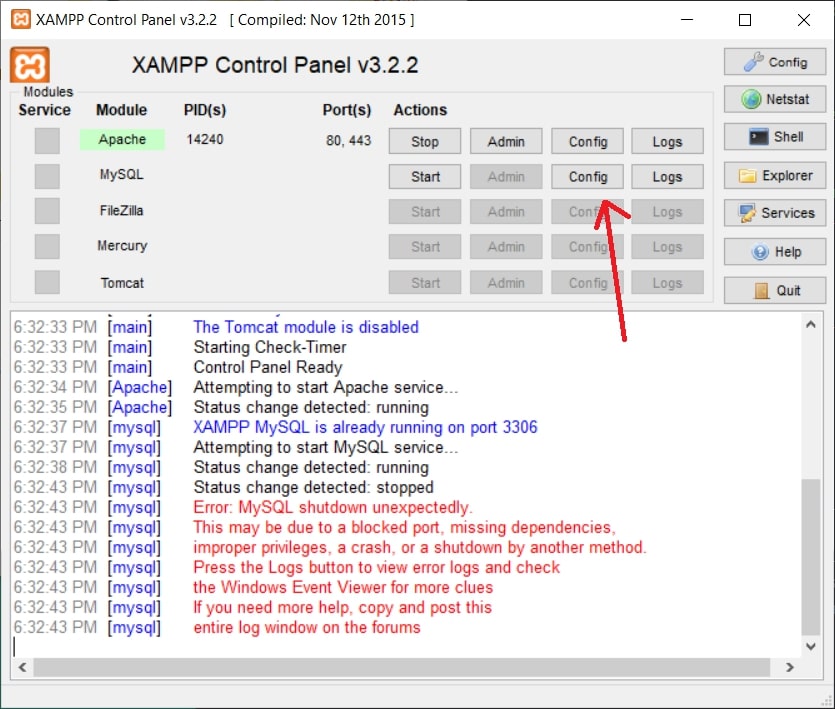 XAMPP Control Panel v3.2.2 [ Compiled: Nov 12th 2015 ]
XAMPP Control Panel v3.2.2
Config
Modules
Service Module PID(s) Port(s) Actions
Netstat
Apache 14240 80, 443 Stop Admin Config Logs
Shell
MySQL Start Admin Config Logs
Explorer
FileZilla Start Admin Config Logs
Services
Mercury Start Admin Config Logs
Help
Tomcat Start Admin Config Logs
Quit
6:32:33 PM [main] The Tomcat module is disabled
6:32:33 PM [main] Starting Check-Timer
6:32:33 PM [main] Control Panel Ready
6:32:34 PM [Apache] Attempting to start Apache service...
6:32:35 PM [Apache] Status change detected: running
6:32:37 PM [mysql] XAMPP MySQL is already running on port 3306
6:32:37 PM [mysql] Attempting to start MySQL service...
6:32:38 PM [mysql] Status change detected: running
6:32:43 PM [mysql] Status change detected: stopped
6:32:43 PM [mysql] Error: MySQL shutdown unexpectedly.
6:32:43 PM [mysql] This may be due to a blocked port, missing dependencies,
6:32:43 PM [mysql] improper privileges, a crash, or a shutdown by another method.
6:32:43 PM [mysql] Press the Logs button to view error logs and check
6:32:43 PM [mysql] the Windows Event Viewer for more clues
6:32:43 PM [mysql] If you need more help, copy and post this
6:32:43 PM [mysql] entire log window on the forums